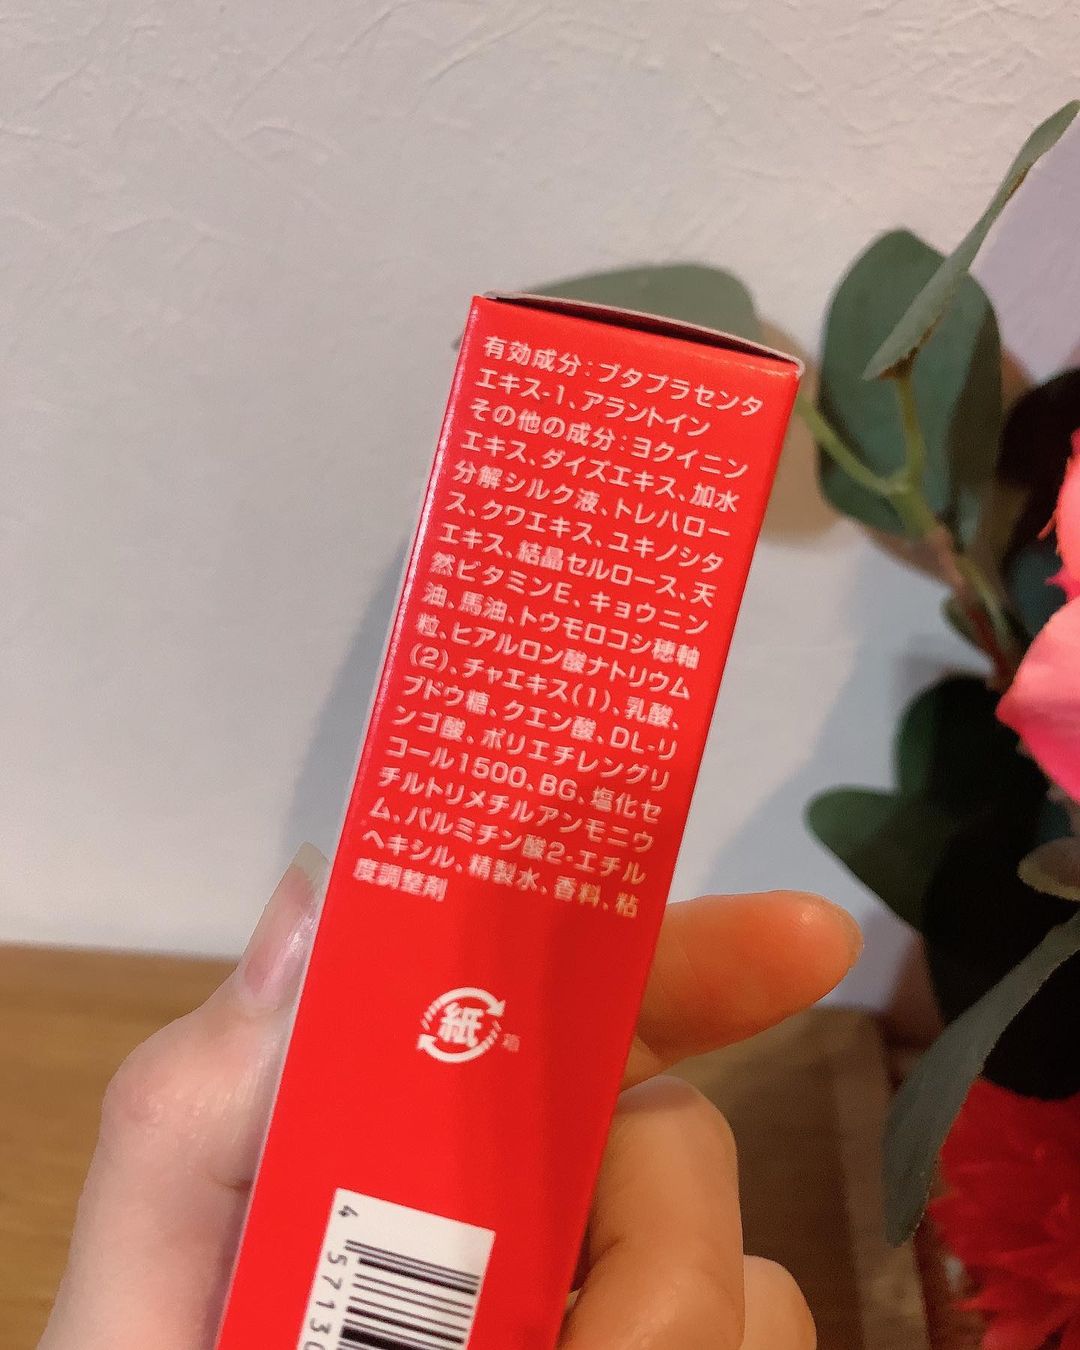 有効成分:ブタプラセンタ
エキス-1、アラントイン
その他の成分:ヨクイニン
エキス、ダイズエキス、加水
分解シルク液、トレハロー
ス、クワエキス、ユキノシタ
エキス、結晶セルロース、天
然ビタミンE、キョウニン
油、馬油、トウモロコシ穂軸
粒、ヒアルロン酸ナトリウム
(2)、チャエキス(1)、乳酸、
ブドウ糖、クエン酸、DL-リ
ンゴ酸、ポリエチレングリ
コール1500、BG、塩化セ
チルトリメチルアンモニウ
ム、パルミチン酸2-エチル
ヘキシル、精製水、香料、粘
度調整剤
紙
箱
4 57130